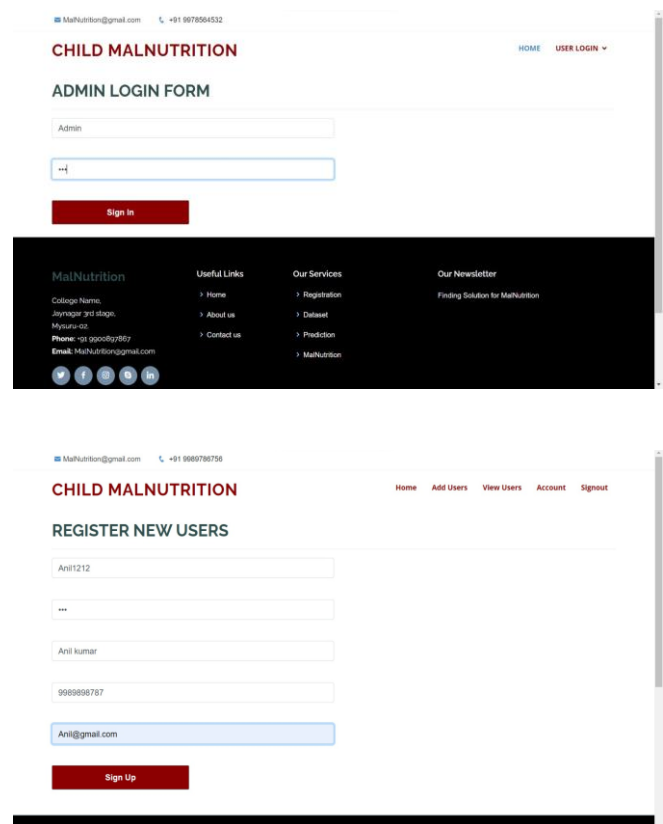 MalNutrition@gmail.com +91 9978564532
CHILD MALNUTRITION
HOME USER LOGIN
ADMIN LOGIN FORM
Admin
•••
Sign In
MalNutrition
College Name,
Jaynagar 3rd stage,
Mysuru-02.
Phone: +91 9900897867
Email: MalNutrition@gmail.com
Useful Links
> Home
> About us
> Contact us
Our Services
> Registration
> Dataset
> Prediction
> MalNutrition
Our Newsletter
Finding Solution for MalNutrition
MalNutrition@gmail.com +91 9989786756
CHILD MALNUTRITION
Home Add Users View Users Account Signout
REGISTER NEW USERS
Anil1212
•••
Anil kumar
9989898787
Anil@gmail.com
Sign Up